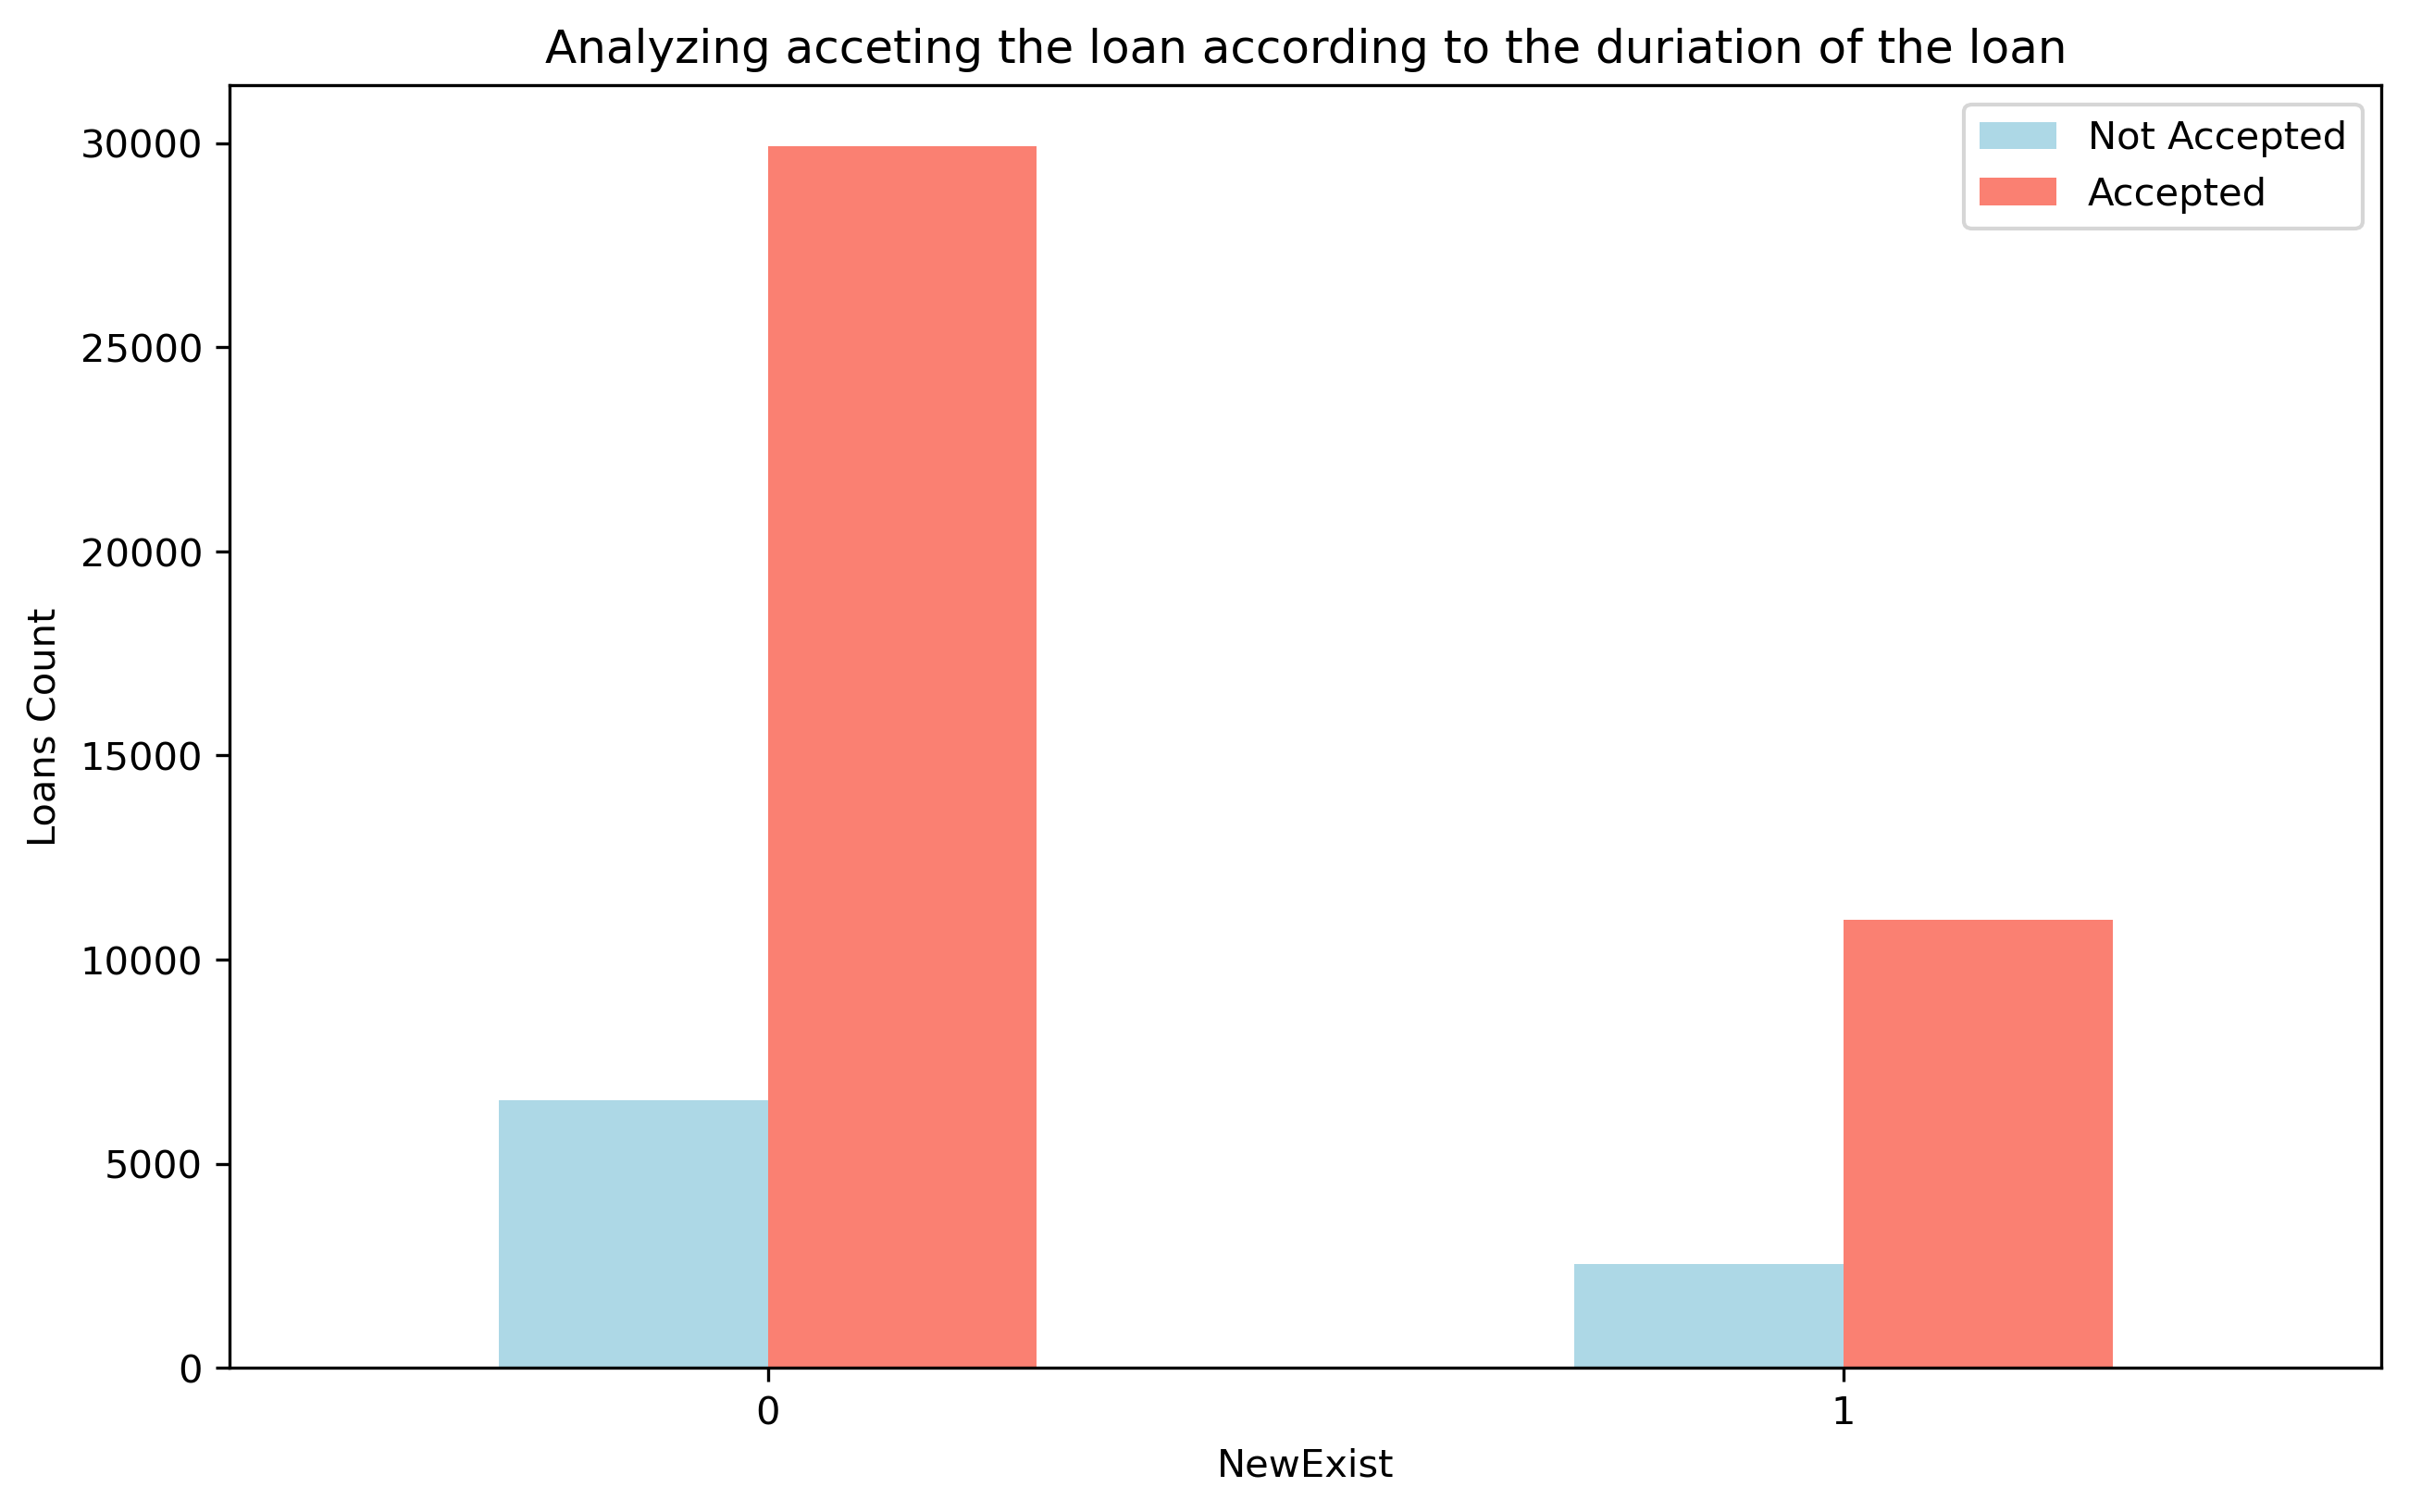 Analyzing acceting the loan according to the duriation of the loan
Not Accepted
Accepted
30000
25000
20000
15000
10000
5000
0
Loans Count
0
1
NewExist